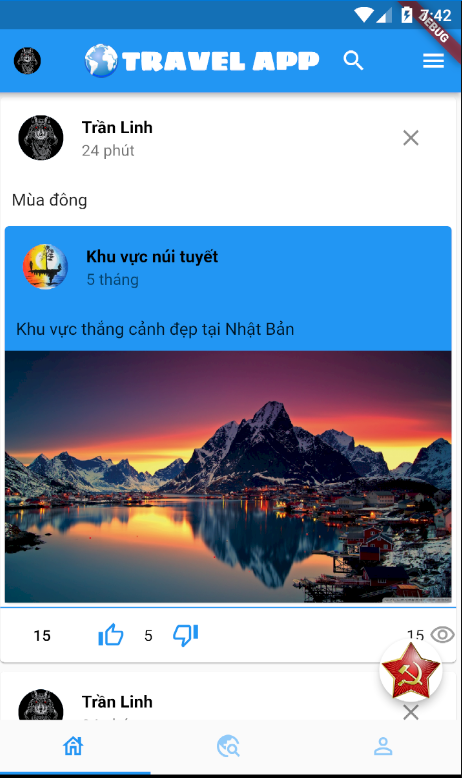 7:42
DEBUG
TRAVEL APP
Trần Linh
24 phút
Mùa đông
Khu vực núi tuyết
5 tháng
Khu vực thắng cảnh đẹp tại Nhật Bản
15
5
15
Trần Linh